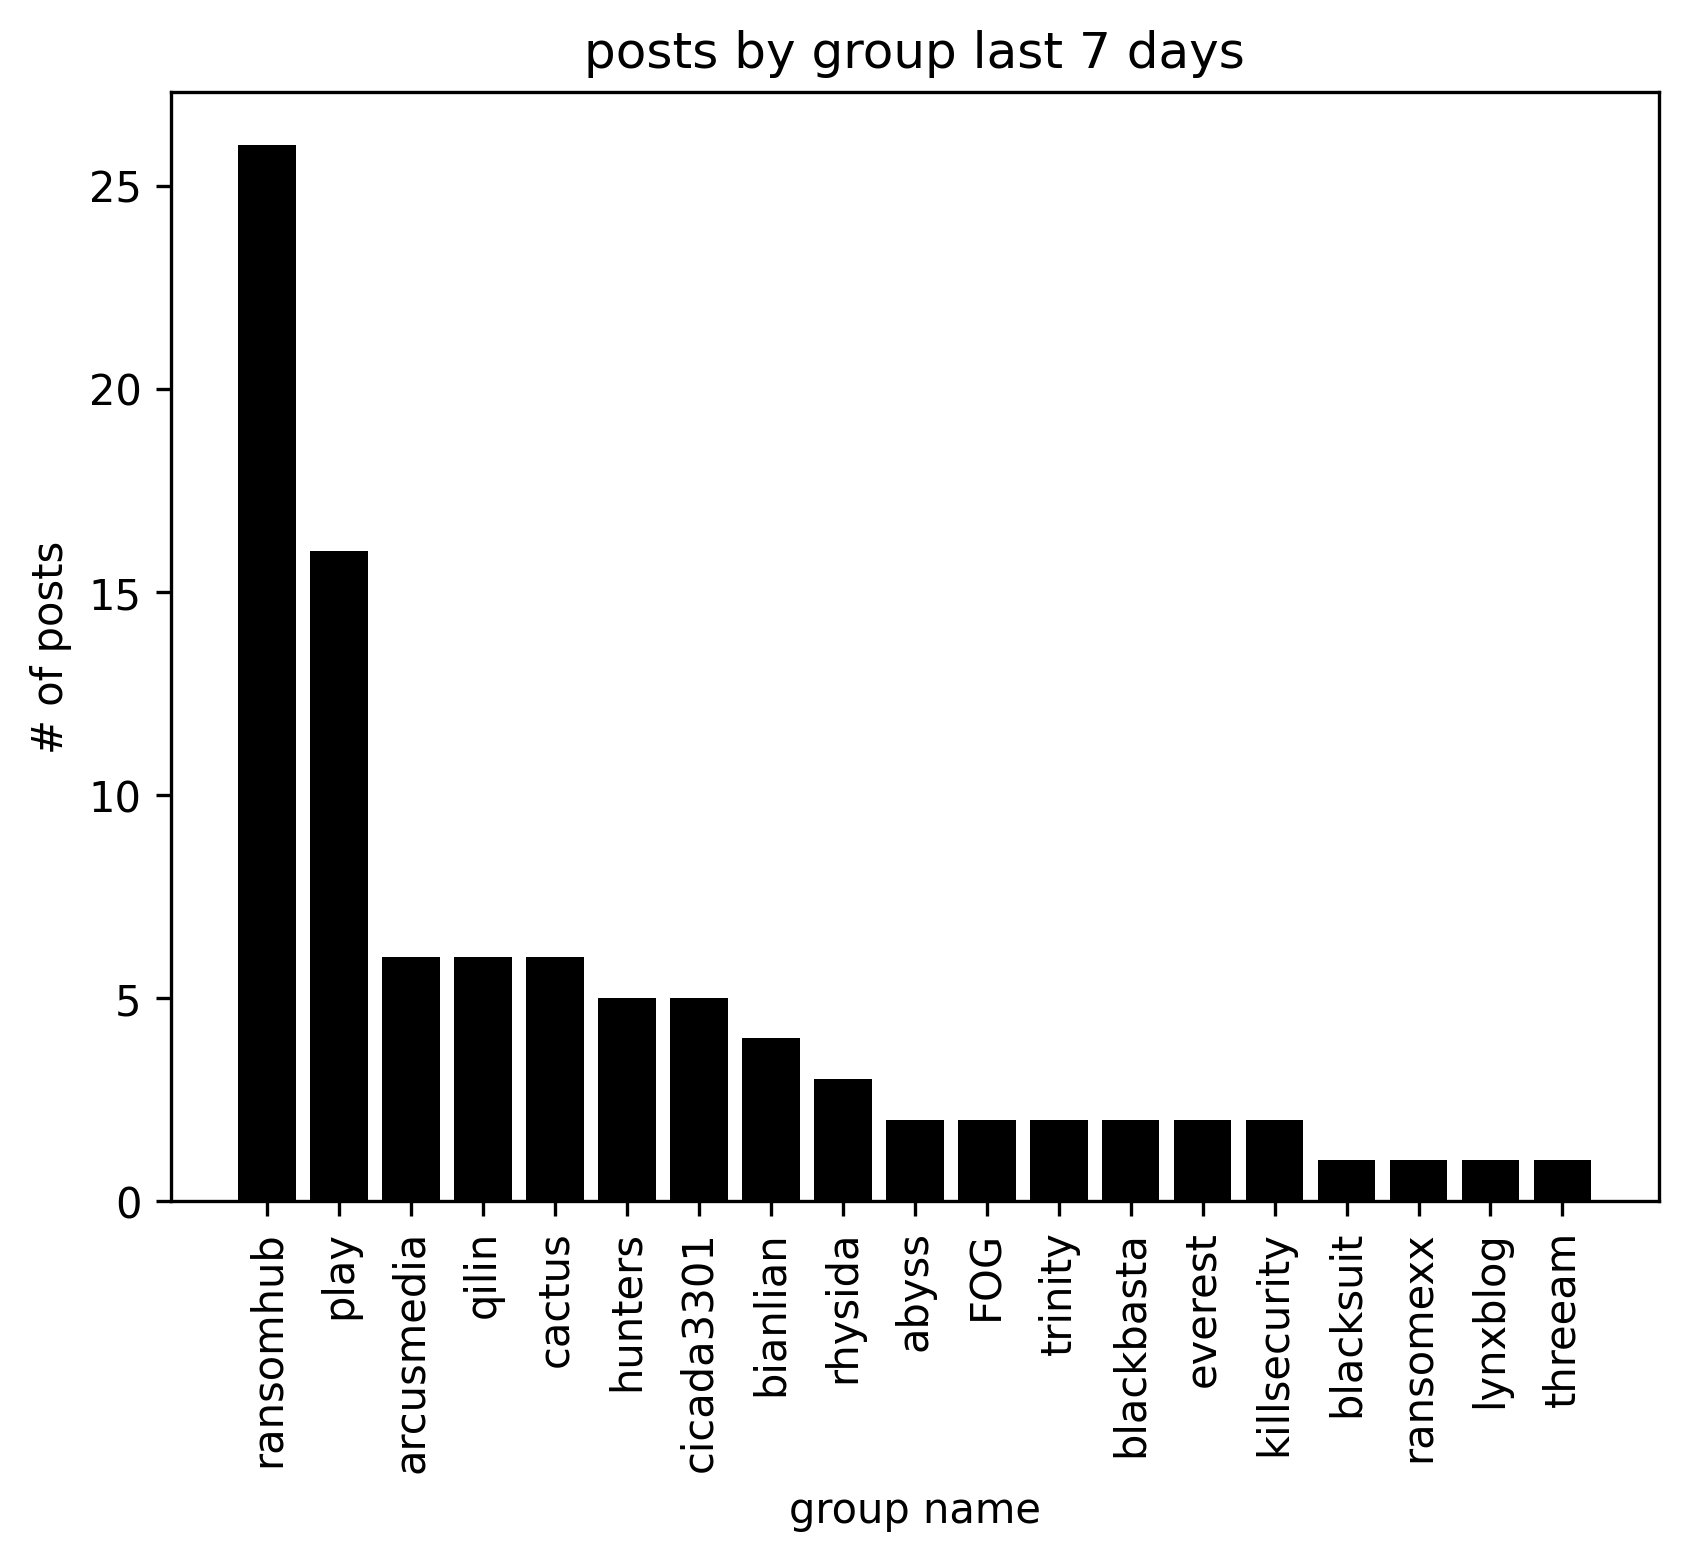 posts by group last 7 days
# of posts
25
20
15
10
5
0
ransomhub
play
arcusmedia
qilin
cactus
hunters
cicada3301
bianlian
rhysida
abyss
FOG
trinity
blackbasta
everest
killsecurity
blacksuit
ransomexx
lynxblog
threeam
group name